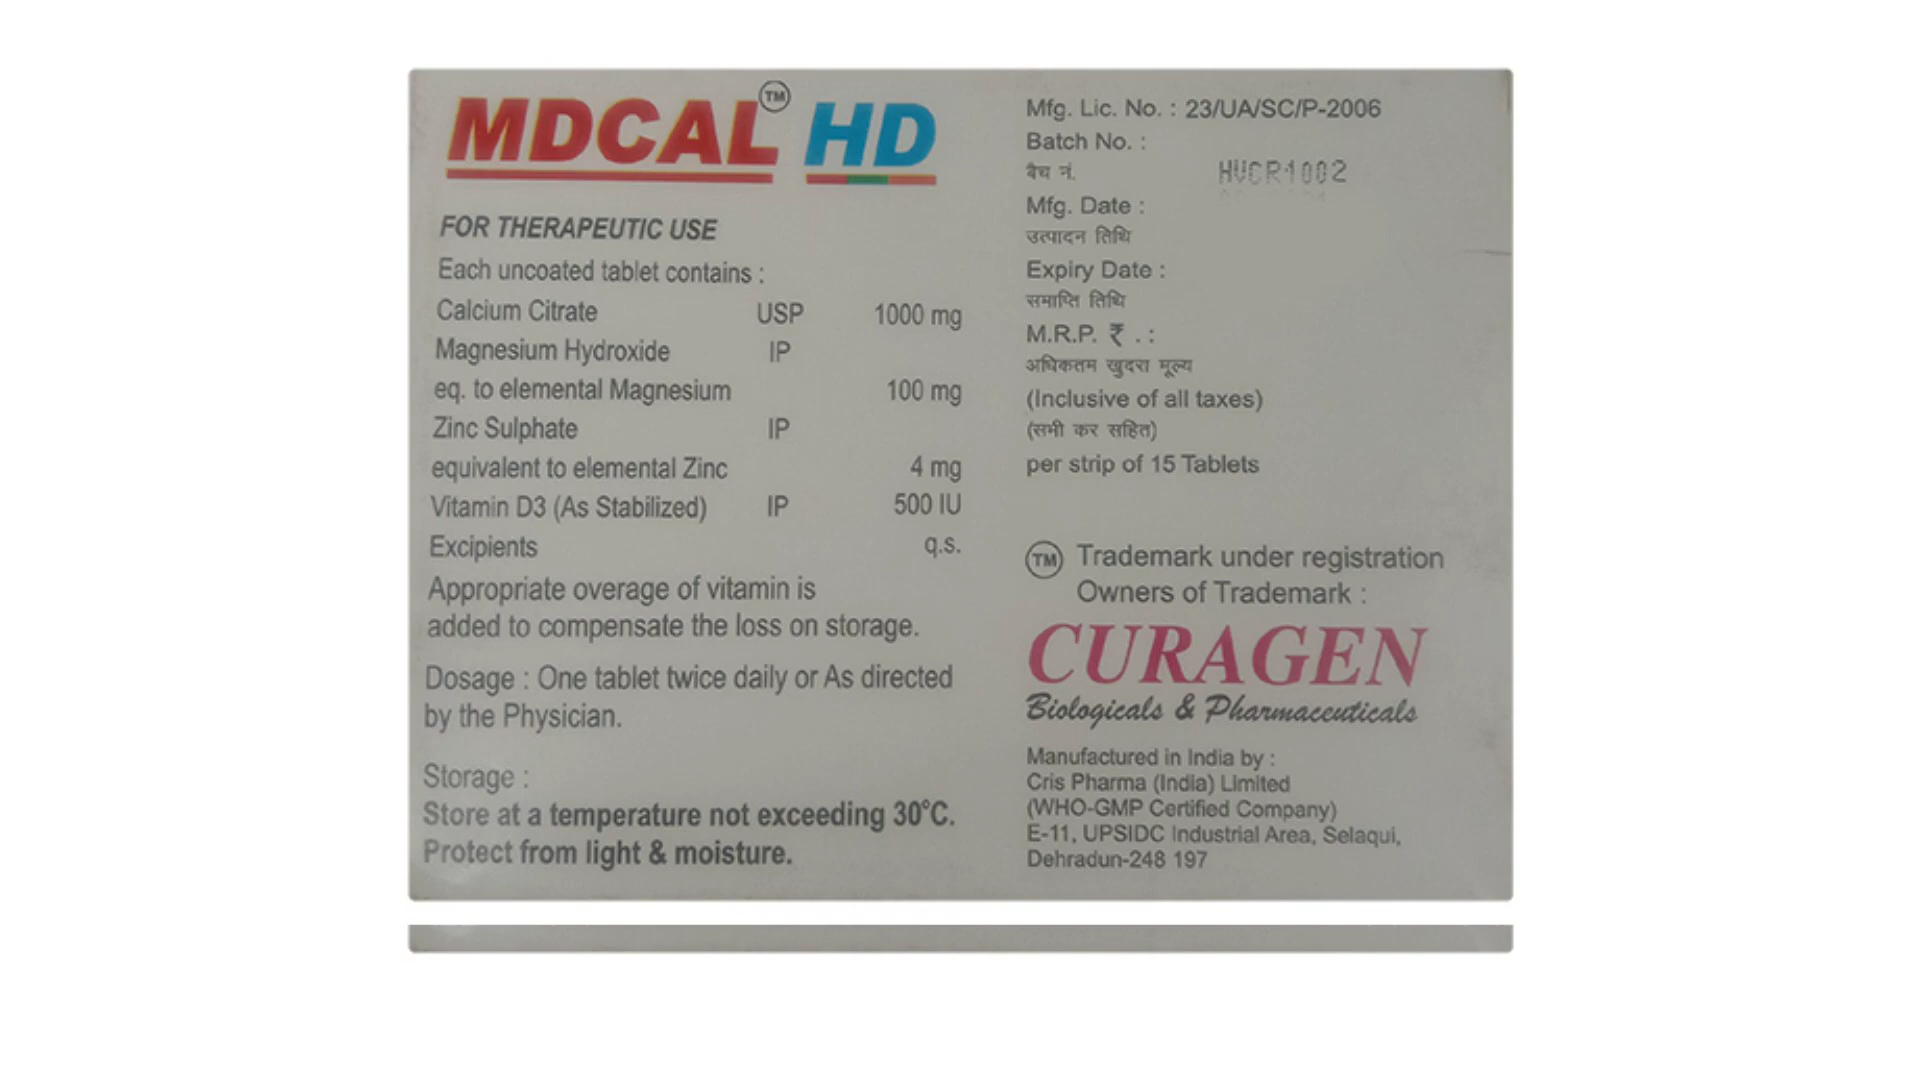 MDCAL™ HD
FOR THERAPEUTIC USE
Each uncoated tablet contains :
Calcium Citrate USP 1000 mg
Magnesium Hydroxide IP
eq. to elemental Magnesium 100 mg
Zinc Sulphate IP
equivalent to elemental Zinc 4 mg
Vitamin D3 (As Stabilized) IP 500 IU
Excipients q.s.
Appropriate overage of vitamin is
added to compensate the loss on storage.
Dosage : One tablet twice daily or As directed
by the Physician.
Storage :
Store at a temperature not exceeding 30°C.
Protect from light & moisture.
Mfg. Lic. No. : 23/UA/SC/P-2006
Batch No. :
बैच नं. HVCR1002
Mfg. Date :
उत्पादन तिथि
Expiry Date :
समाप्ति तिथि
M.R.P. ₹ . :
अधिकतम खुदरा मूल्य
(Inclusive of all taxes)
(सभी कर सहित)
per strip of 15 Tablets
TM Trademark under registration
Owners of Trademark :
CURAGEN
Biologicals & Pharmaceuticals
Manufactured in India by :
Cris Pharma (India) Limited
(WHO-GMP Certified Company)
E-11, UPSIDC Industrial Area, Selaqui,
Dehradun-248 197